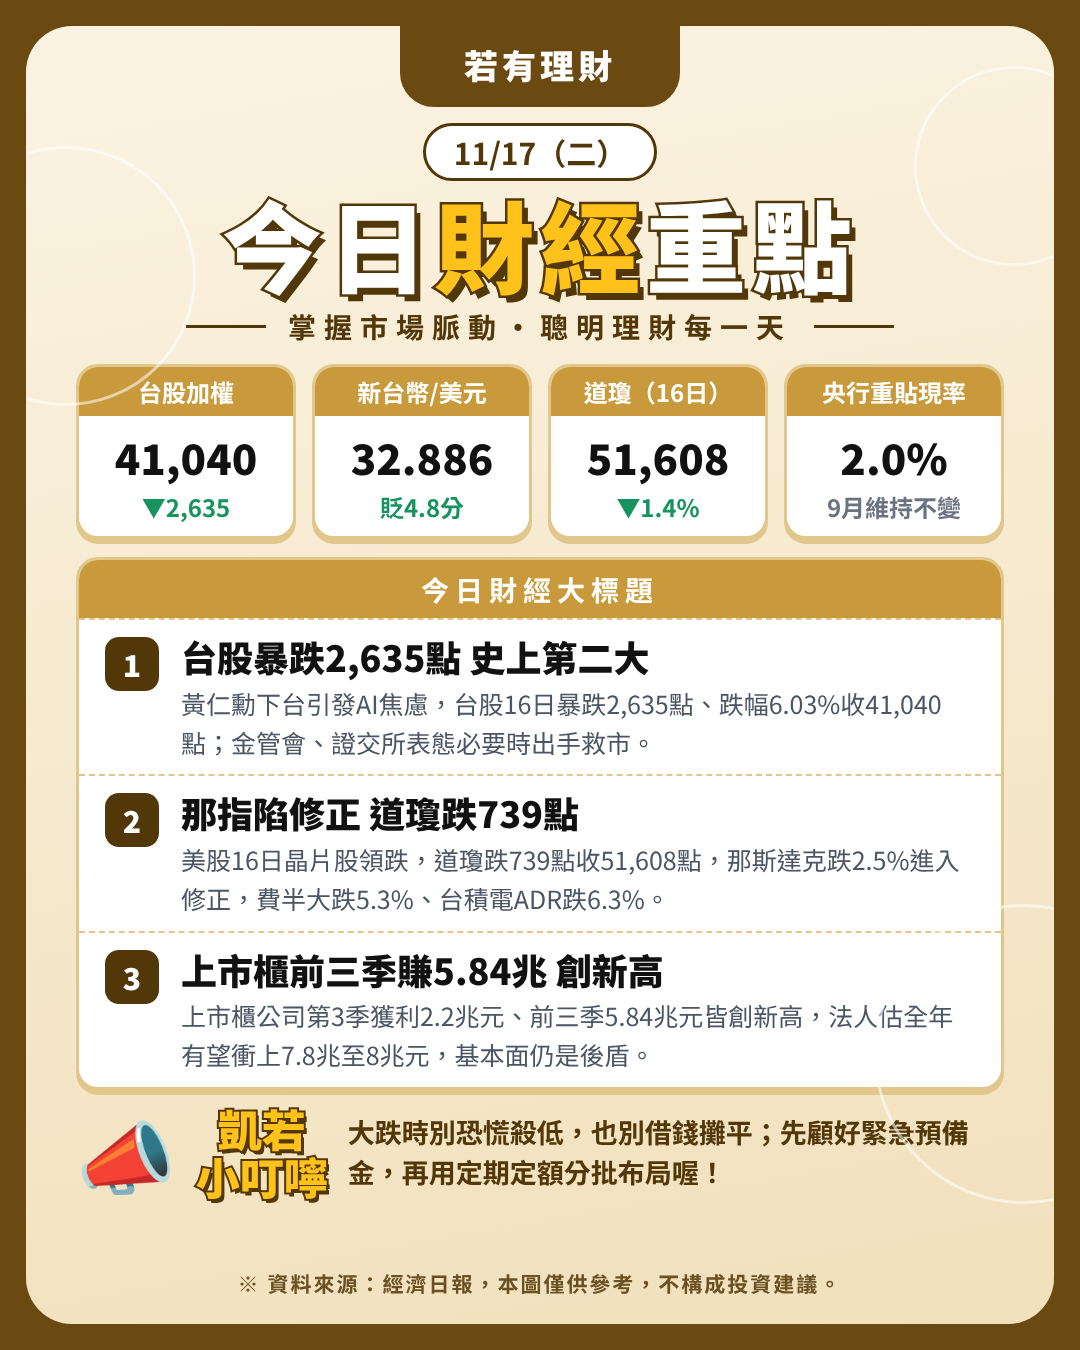 若有理財
11/17（二）
今日財經重點
掌握市場脈動・聰明理財每一天
台股加權
41,040
▼2,635
新台幣/美元
32.886
貶4.8分
道瓊（16日）
51,608
▼1.4%
央行重貼現率
2.0%
9月維持不變
今日財經大標題
1
台股暴跌2,635點 史上第二大
黃仁勳下台引發AI焦慮，台股16日暴跌2,635點、跌幅6.03%收41,040
點；金管會、證交所表態必要時出手救市。
2
那指陷修正 道瓊跌739點
美股16日晶片股領跌，道瓊跌739點收51,608點，那斯達克跌2.5%進入
修正，費半大跌5.3%、台積電ADR跌6.3%。
3
上市櫃前三季賺5.84兆 創新高
上市櫃公司第3季獲利2.2兆元、前三季5.84兆元皆創新高，法人估全年
有望衝上7.8兆至8兆元，基本面仍是後盾。
凱若
小叮嚀
大跌時別恐慌殺低，也別借錢攤平；先顧好緊急預備
金，再用定期定額分批布局喔！
※ 資料來源：經濟日報，本圖僅供參考，不構成投資建議。